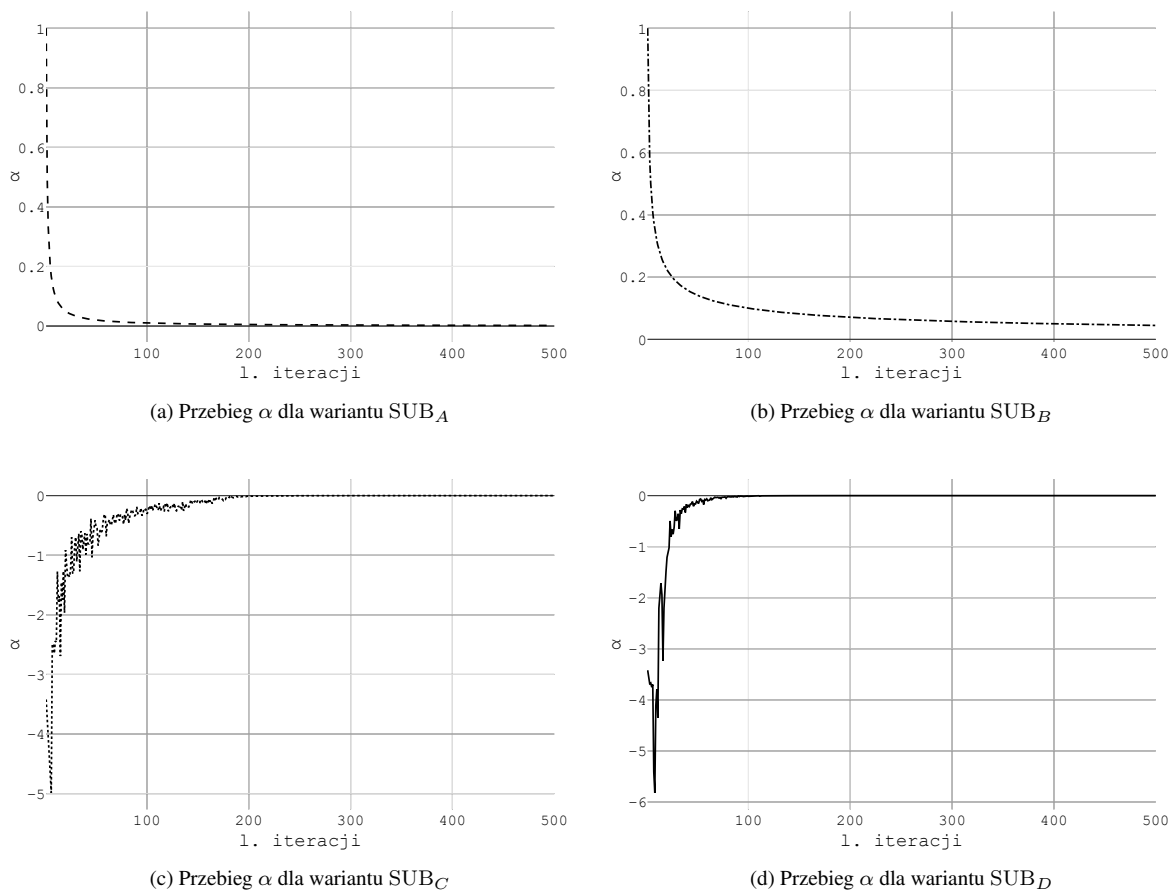 1
0.8
0.6
α
0.4
0.2
0
100 200 300 400 500
l. iteracji
(a) Przebieg α dla wariantu SUB_A
1
0.8
0.6
α
0.4
0.2
0
100 200 300 400 500
l. iteracji
(b) Przebieg α dla wariantu SUB_B
0
−1
−2
α
−3
−4
−5
100 200 300 400 500
l. iteracji
(c) Przebieg α dla wariantu SUB_C
0
−1
−2
α
−3
−4
−5
−6
100 200 300 400 500
l. iteracji
(d) Przebieg α dla wariantu SUB_D